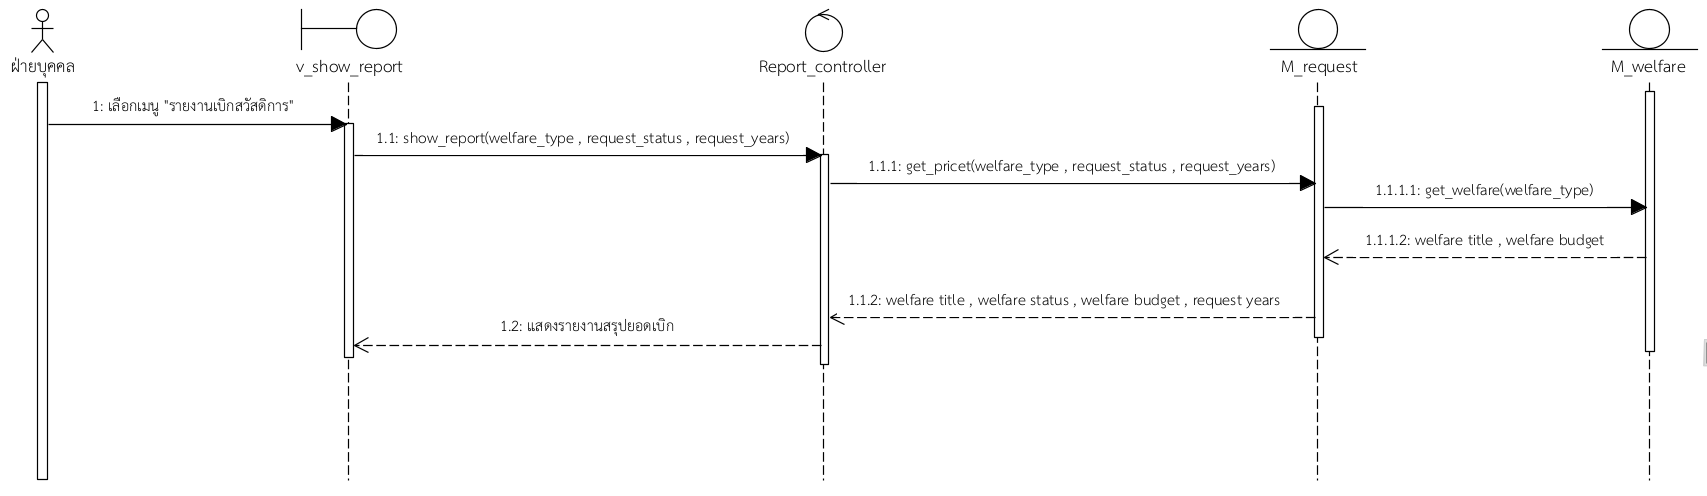 ฝ่ายบุคคล
v_show_report
Report_controller
M_request
M_welfare
1: เลือกเมนู "รายงานเบิกสวัสดิการ"
1.1: show_report(welfare_type , request_status , request_years)
1.1.1: get_pricet(welfare_type , request_status , request_years)
1.1.1.1: get_welfare(welfare_type)
1.1.1.2: welfare title , welfare budget
1.1.2: welfare title , welfare status , welfare budget , request years
1.2: แสดงรายงานสรุปยอดเบิก